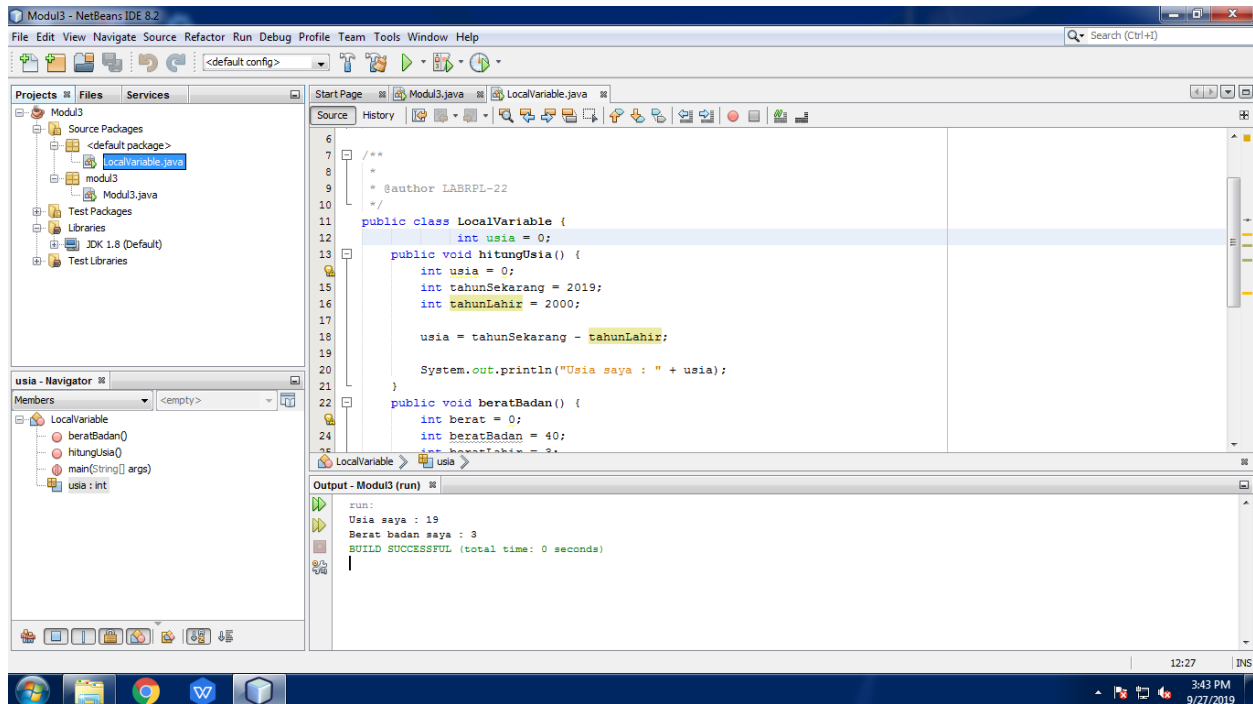 Modul3 - NetBeans IDE 8.2
File Edit View Navigate Source Refactor Run Debug Profile Team Tools Window Help
Search (Ctrl+I)
<default config>
Projects Files Services
Modul3
Source Packages
<default package>
LocalVariable.java
modul3
Modul3.java
Test Packages
Libraries
JDK 1.8 (Default)
Test Libraries
usia - Navigator
Members <empty>
LocalVariable
beratBadan()
hitungUsia()
main(String[] args)
usia : int
Start Page Modul3.java LocalVariable.java
Source History
6
7 /**
8 *
9 * @author LABRPL-22
10 */
11 public class LocalVariable {
12 int usia = 0;
13 public void hitungUsia() {
int usia = 0;
15 int tahunSekarang = 2019;
16 int tahunLahir = 2000;
17
18 usia = tahunSekarang - tahunLahir;
19
20 System.out.println("Usia saya : " + usia);
21 }
22 public void beratBadan() {
int berat = 0;
24 int beratBadan = 40;
25 int beratLahir = 3;
LocalVariable usia
Output - Modul3 (run)
run:
Usia saya : 19
Berat badan saya : 3
BUILD SUCCESSFUL (total time: 0 seconds)
12:27 INS
3:43 PM
9/27/2019